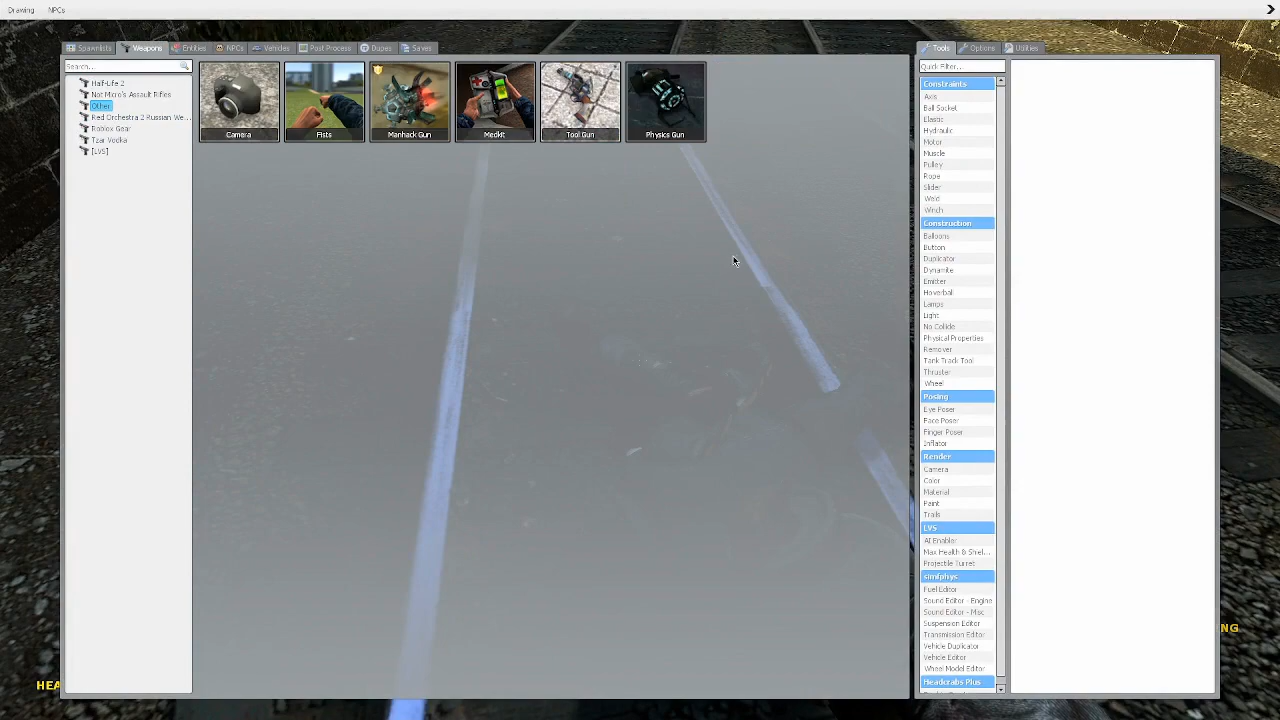 Drawing NPCs
Spawnlists Weapons Entities NPCs Vehicles Post Process Dupes Saves
Search...
Half-Life 2
Not Micro's Assault Rifles
Other
Red Orchestra 2 Russian We...
Roblox Gear
Tzar Vodka
[LVS]
Camera
Fists
Manhack Gun
Medkit
Tool Gun
Physics Gun
Tools Options Utilities
Quick Filter...
Constraints
Axis
Ball Socket
Elastic
Hydraulic
Motor
Muscle
Pulley
Rope
Slider
Weld
Winch
Construction
Balloons
Button
Duplicator
Dynamite
Emitter
Hoverball
Lamps
Light
No Collide
Physical Properties
Remover
Tank Track Tool
Thruster
Wheel
Posing
Eye Poser
Face Poser
Finger Poser
Inflator
Render
Camera
Color
Material
Paint
Trails
LVS
AI Enabler
Max Health & Shiel...
Projectile Turret
simfphys
Fuel Editor
Sound Editor - Engine
Sound Editor - Misc
Suspension Editor
Transmission Editor
Vehicle Duplicator
Vehicle Editor
Wheel Model Editor
Headcrabs Plus
HEA
NG